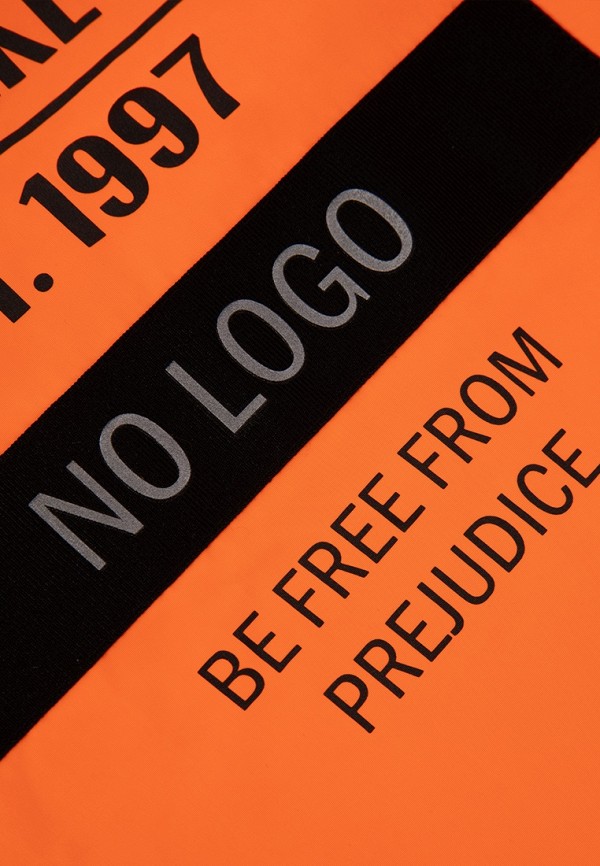 1997
NO LOGO
BE FREE FROM
PREJUDICE